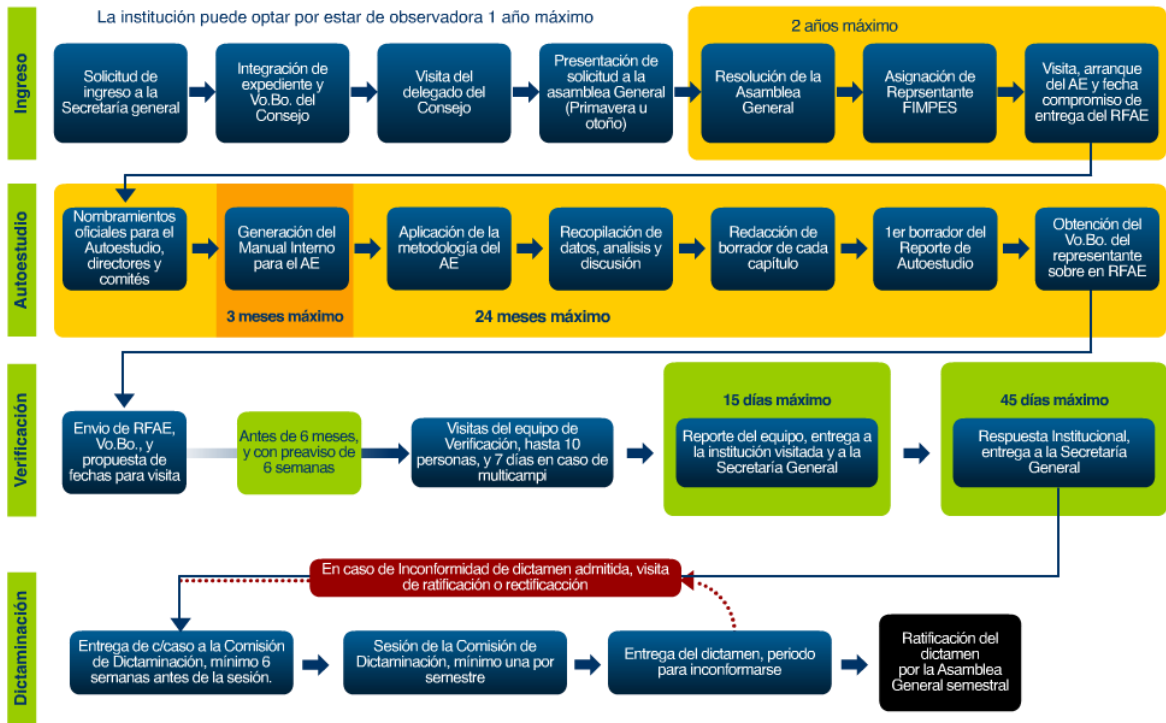 Ingreso
La institución puede optar por estar de observadora 1 año máximo
2 años máximo
Solicitud de
ingreso a la
Secretaría general
Integración de
expediente y
Vo.Bo. del
Consejo
Visita del
delegado del
Consejo
Presentación de
solicitud a la
asamblea General
(Primavera u
otoño)
Resolución de la
Asamblea
General
Asignación de
Reprsentante
FIMPES
Visita, arranque
del AE y fecha
compromiso de
entrega del RFAE
Autoestudio
Nombramientos
oficiales para el
Autoestudio,
directores y
comités
Generación del
Manual Interno
para el AE
Aplicación de la
metodología del
AE
Recopilación de
datos, analisis y
discusión
Redacción de
borrador de cada
capítulo
1er borrador del
Reporte de
Autoestudio
Obtención del
Vo.Bo. del
representante
sobre en RFAE
3 meses máximo
24 meses máximo
Verificación
Envio de RFAE,
Vo.Bo., y
propuesta de
fechas para visita
Antes de 6 meses,
y con preaviso de
6 semanas
Visitas del equipo de
Verificación, hasta 10
personas, y 7 días en caso de
multicampi
15 días máximo
Reporte del equipo, entrega a
la institución visitada y a la
Secretaría General
45 días máximo
Respuesta Institucional,
entrega a la Secretaría
General
Dictaminación
En caso de Inconformidad de dictamen admitida, visita
de ratificación o rectificacción
Entrega de c/caso a la Comisión
de Dictaminación, mínimo 6
semanas antes de la sesión.
Sesión de la Comisión de
Dictaminación, mínimo una por
semestre
Entrega del dictamen, periodo
para inconformarse
Ratificación del
dictamen
por la Asamblea
General semestral